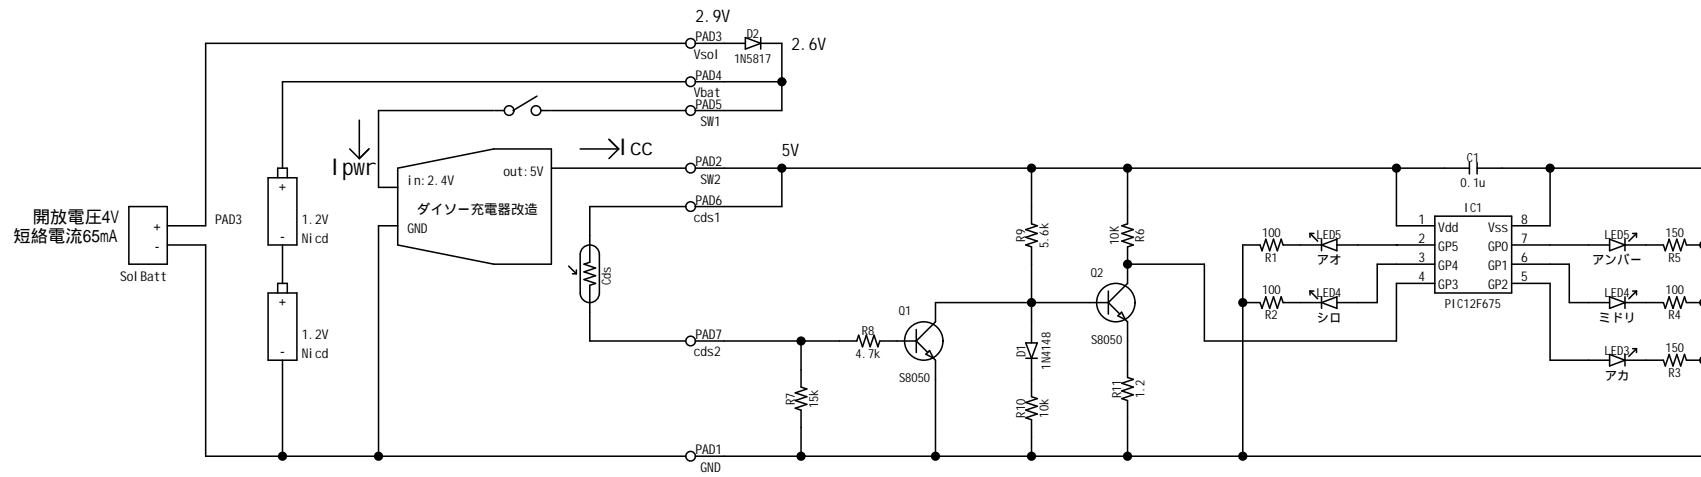 2.9V
PAD3
Vsol
D2
1N5817
2.6V
PAD4
Vbat
PAD5
SW1
Ipwr
in:2.4V
out:5V
ダイソー充電器改造
GND
Icc
PAD2
SW2
5V
PAD6
cds1
開放電圧4V
短絡電流65mA
+
-
SolBatt
PAD3
+
-
1.2V
Nicd
+
-
1.2V
Nicd
Cds
PAD7
cds2
R7
15k
R8
4.7k
Q1
S8050
R9
5.6k
D1
1N4148
R10
10k
10K
R6
Q2
S8050
R11
1.2
PAD1
GND
C1
0.1u
IC1
1
Vdd
Vss
8
2
GP5
GP0
7
3
GP4
GP1
6
4
GP3
GP2
5
PIC12F675
100
R1
LED5
アオ
100
R2
LED4
シロ
LED5
アンバー
150
R5
LED4
ミドリ
100
R4
LED3
アカ
150
R3